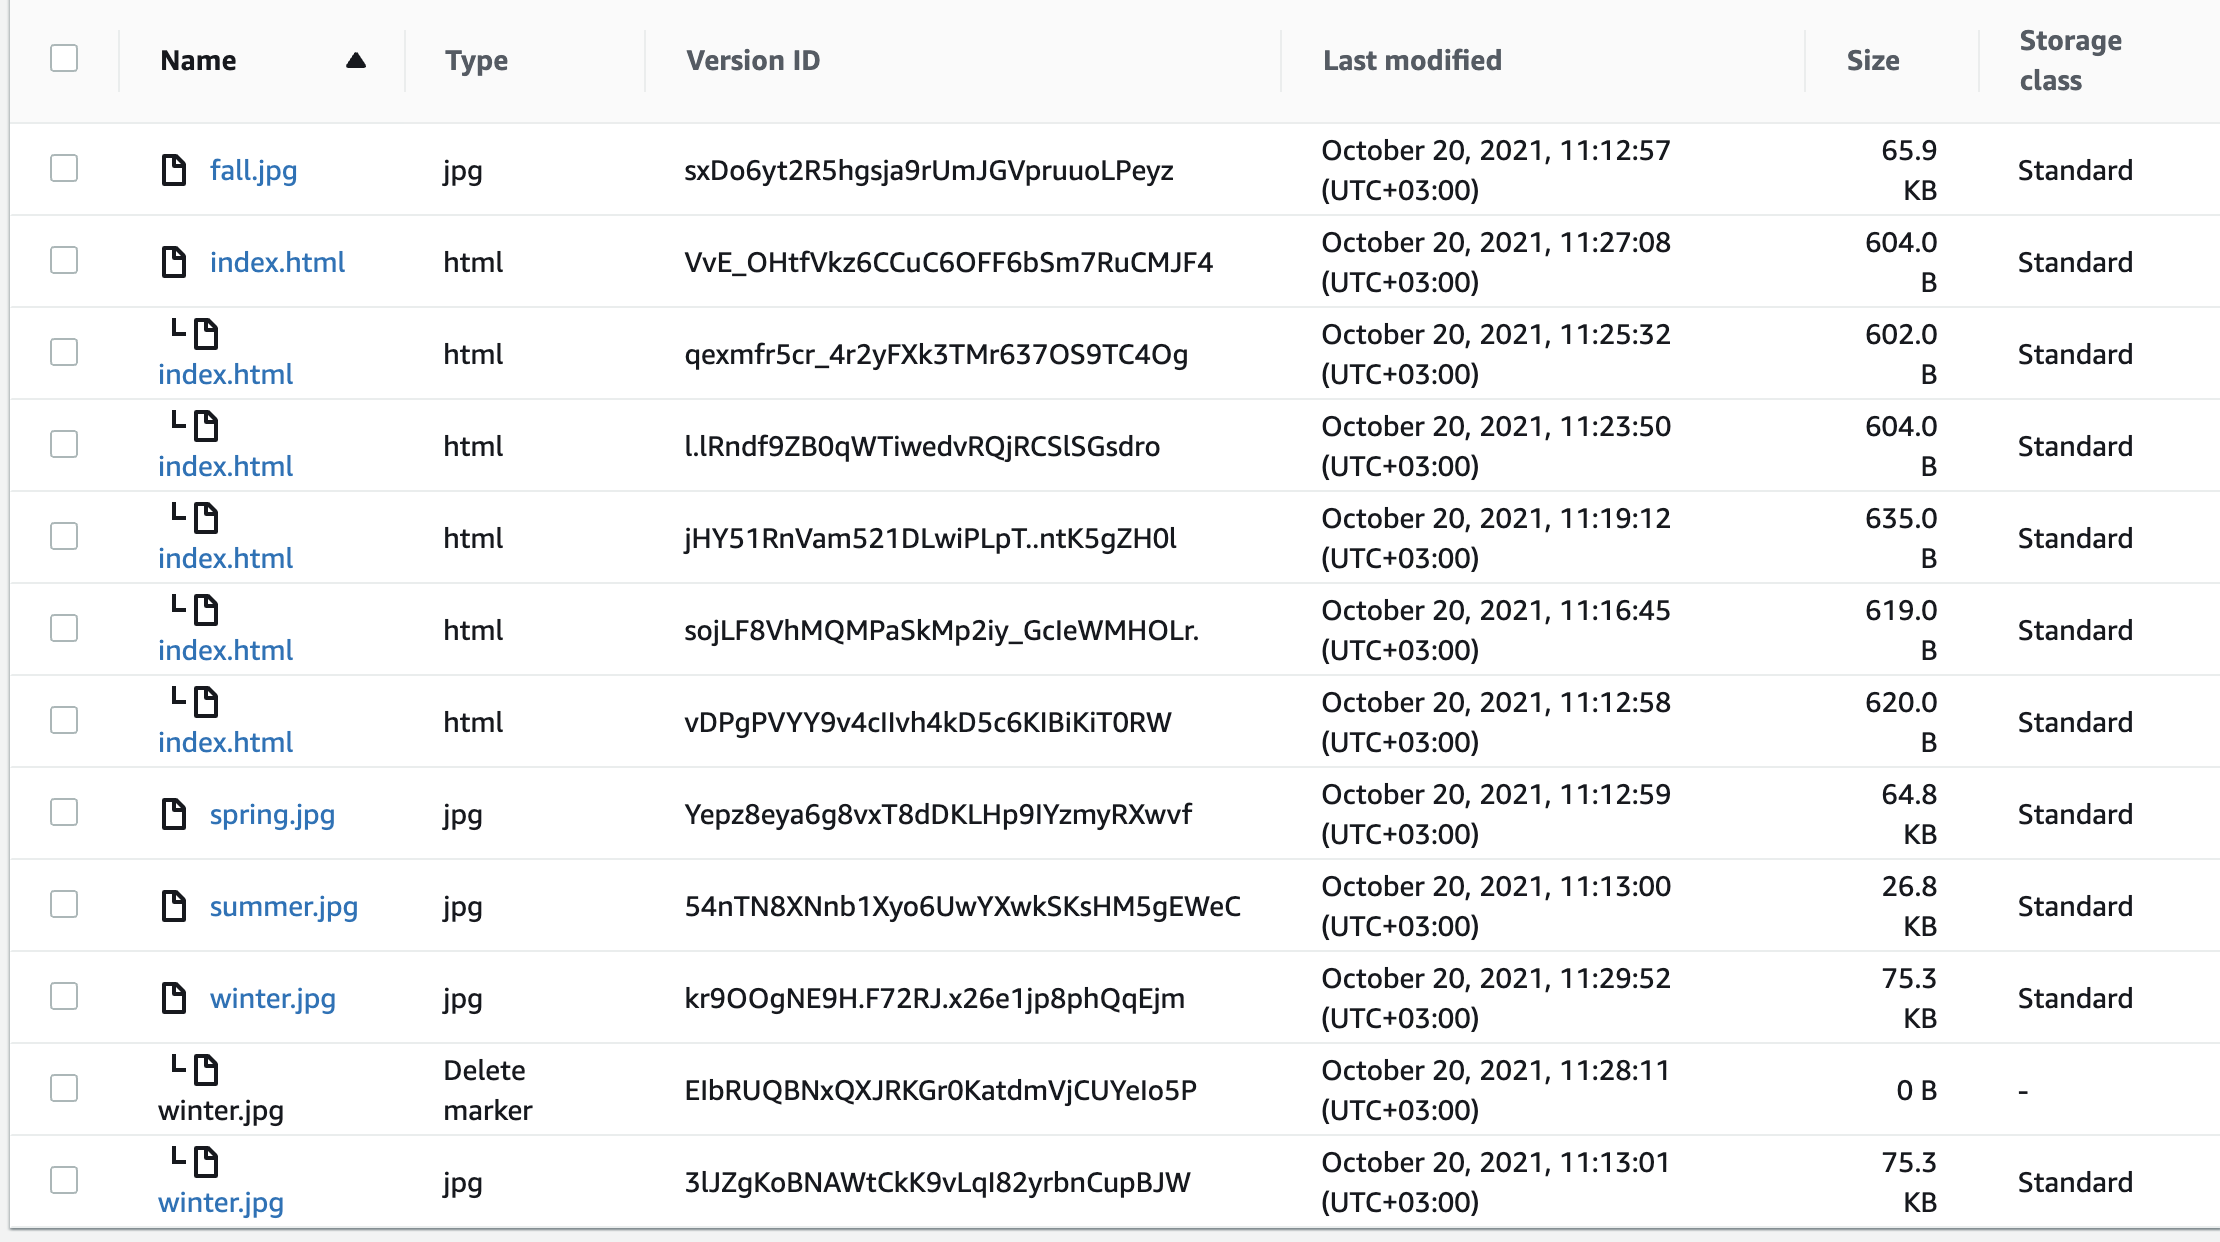 Name Type Version ID Last modified Size Storage class
fall.jpg jpg sxDo6yt2R5hgsja9rUmJGVpruuoLPeyz October 20, 2021, 11:12:57 (UTC+03:00) 65.9 KB Standard
index.html html VvE_OHtfVkz6CCuC6OFF6bSm7RuCMJF4 October 20, 2021, 11:27:08 (UTC+03:00) 604.0 B Standard
index.html html qexmfr5cr_4r2yFXk3TMr637OS9TC4Og October 20, 2021, 11:25:32 (UTC+03:00) 602.0 B Standard
index.html html l.lRndf9ZB0qWTiwedvRQjRCSlSGsdro October 20, 2021, 11:23:50 (UTC+03:00) 604.0 B Standard
index.html html jHY51RnVam521DLwiPLpT..ntK5gZH0l October 20, 2021, 11:19:12 (UTC+03:00) 635.0 B Standard
index.html html sojLF8VhMQMPaSkMp2iy_GcIeWMHOLr. October 20, 2021, 11:16:45 (UTC+03:00) 619.0 B Standard
index.html html vDPgPVYY9v4cIIvh4kD5c6KIBiKiT0RW October 20, 2021, 11:12:58 (UTC+03:00) 620.0 B Standard
spring.jpg jpg Yepz8eya6g8vxT8dDKLHp9IYzmyRXwvf October 20, 2021, 11:12:59 (UTC+03:00) 64.8 KB Standard
summer.jpg jpg 54nTN8XNnb1Xyo6UwYXwkSKsHM5gEWeC October 20, 2021, 11:13:00 (UTC+03:00) 26.8 KB Standard
winter.jpg jpg kr9OOgNE9H.F72RJ.x26e1jp8phQqEjm October 20, 2021, 11:29:52 (UTC+03:00) 75.3 KB Standard
winter.jpg Delete marker EIbRUQBNxQXJRKGr0KatdmVjCUYeIo5P October 20, 2021, 11:28:11 (UTC+03:00) 0 B -
winter.jpg jpg 3lJZgKoBNAWtCkK9vLqI82yrbnCupBJW October 20, 2021, 11:13:01 (UTC+03:00) 75.3 KB Standard